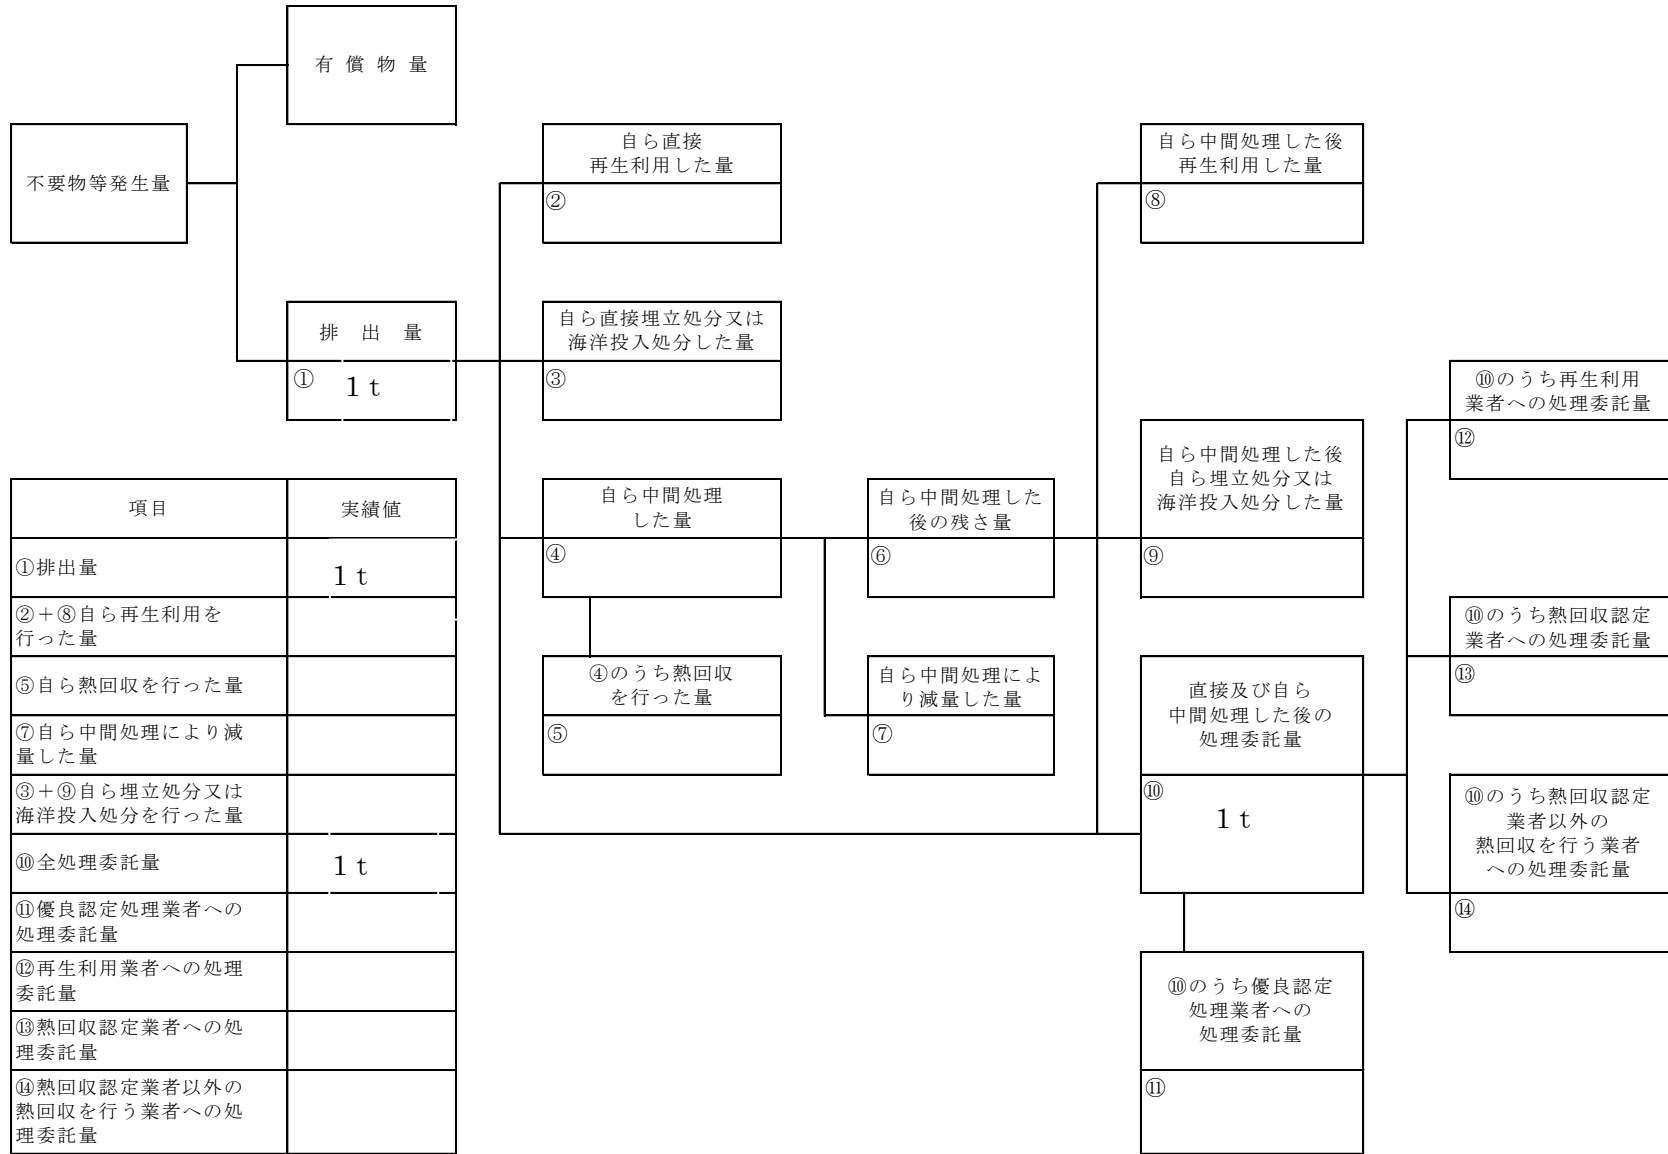 有償物量
不要物等発生量
排出量
① 1t
自ら直接
再生利用した量
②
自ら直接埋立処分又は
海洋投入処分した量
③
自ら中間処理
した量
④
④のうち熱回収
を行った量
⑤
自ら中間処理した
後の残さ量
⑥
自ら中間処理によ
り減量した量
⑦
自ら中間処理した後
再生利用した量
⑧
自ら中間処理した後
自ら埋立処分又は
海洋投入処分した量
⑨
直接及び自ら
中間処理した後の
処理委託量
⑩
1t
⑩のうち優良認定
処理業者への
処理委託量
⑪
⑩のうち再生利用
業者への処理委託量
⑫
⑩のうち熱回収認定
業者への処理委託量
⑬
⑩のうち熱回収認定
業者以外の
熱回収を行う業者
への処理委託量
⑭
項目 実績値
①排出量 1t
②+⑧自ら再生利用を
行った量
⑤自ら熱回収を行った量
⑦自ら中間処理により減
量した量
③+⑨自ら埋立処分又は
海洋投入処分を行った量
⑩全処理委託量 1t
⑪優良認定処理業者への
処理委託量
⑫再生利用業者への処理
委託量
⑬熱回収認定業者への処
理委託量
⑭熱回収認定業者以外の
熱回収を行う業者への処
理委託量